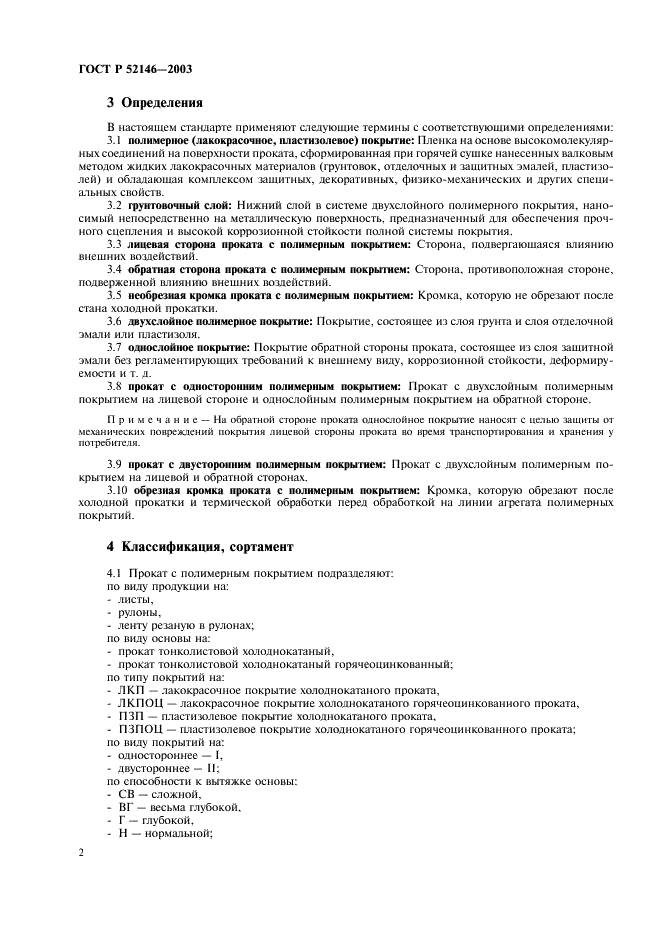 ГОСТ Р 52146—2003
3 Определения
В настоящем стандарте применяют следующие термины с соответствующими определениями:
3.1 полимерное (лакокрасочное, пластизолевое) покрытие: Пленка на основе высокомолекуляр-
ных соединений на поверхности проката, сформированная при горячей сушке нанесенных валковым
методом жидких лакокрасочных материалов (грунтовок, отделочных и защитных эмалей, пластизо-
лей) и обладающая комплексом защитных, декоративных, физико-механических и других специ-
альных свойств.
3.2 грунтовочный слой: Нижний слой в системе двухслойного полимерного покрытия, нано-
симый непосредственно на металлическую поверхность, предназначенный для обеспечения проч-
ного сцепления и высокой коррозионной стойкости полной системы покрытия.
3.3 лицевая сторона проката с полимерным покрытием: Сторона, подвергающаяся влиянию
внешних воздействий.
3.4 обратная сторона проката с полимерным покрытием: Сторона, противоположная стороне,
подверженной влиянию внешних воздействий.
3.5 необрезная кромка проката с полимерным покрытием: Кромка, которую не обрезают после
стана холодной прокатки.
3.6 двухслойное полимерное покрытие: Покрытие, состоящее из слоя грунта и слоя отделочной
эмали или пластизоля.
3.7 однослойное покрытие: Покрытие обратной стороны проката, состоящее из слоя защитной
эмали без регламентирующих требований к внешнему виду, коррозионной стойкости, деформиру-
емости и т. д.
3.8 прокат с односторонним полимерным покрытием: Прокат с двухслойным полимерным
покрытием на лицевой стороне и однослойным полимерным покрытием на обратной стороне.
Примечание — На обратной стороне проката однослойное покрытие наносят с целью защиты от
механических повреждений покрытия лицевой стороны проката во время транспортирования и хранения у
потребителя.
3.9 прокат с двусторонним полимерным покрытием: Прокат с двухслойным полимерным по-
крытием на лицевой и обратной сторонах.
3.10 обрезная кромка проката с полимерным покрытием: Кромка, которую обрезают после
холодной прокатки и термической обработки перед обработкой на линии агрегата полимерных
покрытий.
4 Классификация, сортамент
4.1 Прокат с полимерным покрытием подразделяют:
по виду продукции на:
- листы,
- рулоны,
- ленту резаную в рулонах;
по виду основы на:
- прокат тонколистовой холоднокатаный,
- прокат тонколистовой холоднокатаный горячеоцинкованный;
по типу покрытий на:
- ЛКП — лакокрасочное покрытие холоднокатаного проката,
- ЛКПОЦ — лакокрасочное покрытие холоднокатаного горячеоцинкованного проката,
- ПЗП — пластизолевое покрытие холоднокатаного проката,
- ПЗПОЦ — пластизолевое покрытие холоднокатаного горячеоцинкованного проката;
по виду покрытий на:
- одностороннее — I,
- двустороннее — II;
по способности к вытяжке основы:
- СВ — сложной,
- ВГ — весьма глубокой,
- Г — глубокой,
- Н — нормальной;
2